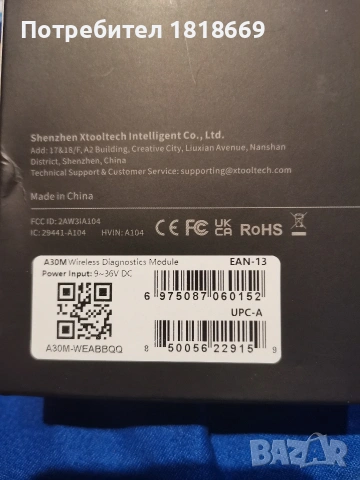 Потребител 1818669
Shenzhen Xtooltech Intelligent Co., Ltd.
Add: 17&18/F, A2 Building, Creative City, Liuxian Avenue, Nanshan
District, Shenzhen, China
Technical Support & Customer Service: supporting@xtooltech.com
Made in China
FCC ID: 2AW3IA104
IC: 29441-A104 HVIN: A104
CE FC UK CA RoHS
A30M Wireless Diagnostics Module
Power Input: 9~36V DC
EAN-13
6 975087 060152
UPC-A
A30M-WEABBQQ
8 50056 22915 9
BAZAR